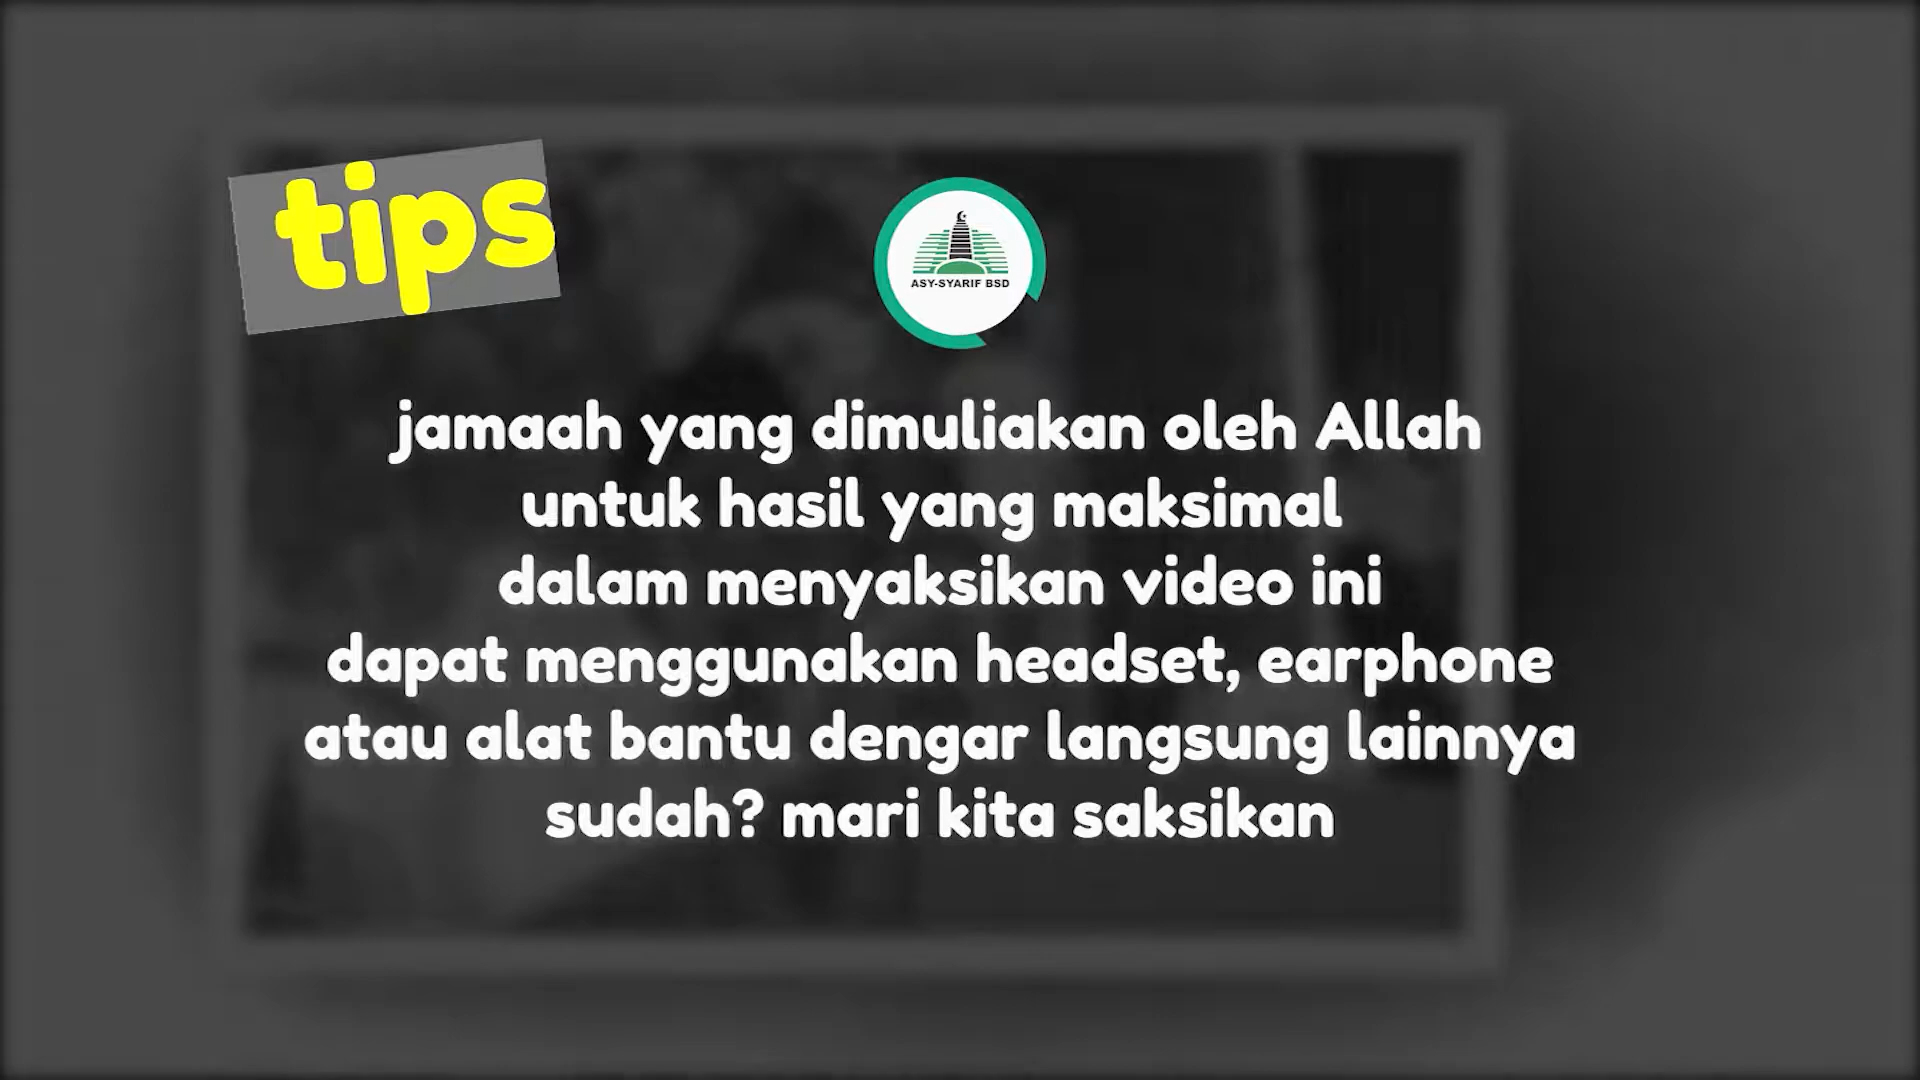 tips
ASY-SYARIF BSD
jamaah yang dimuliakan oleh Allah
untuk hasil yang maksimal
dalam menyaksikan video ini
dapat menggunakan headset, earphone
atau alat bantu dengar langsung lainnya
sudah? mari kita saksikan